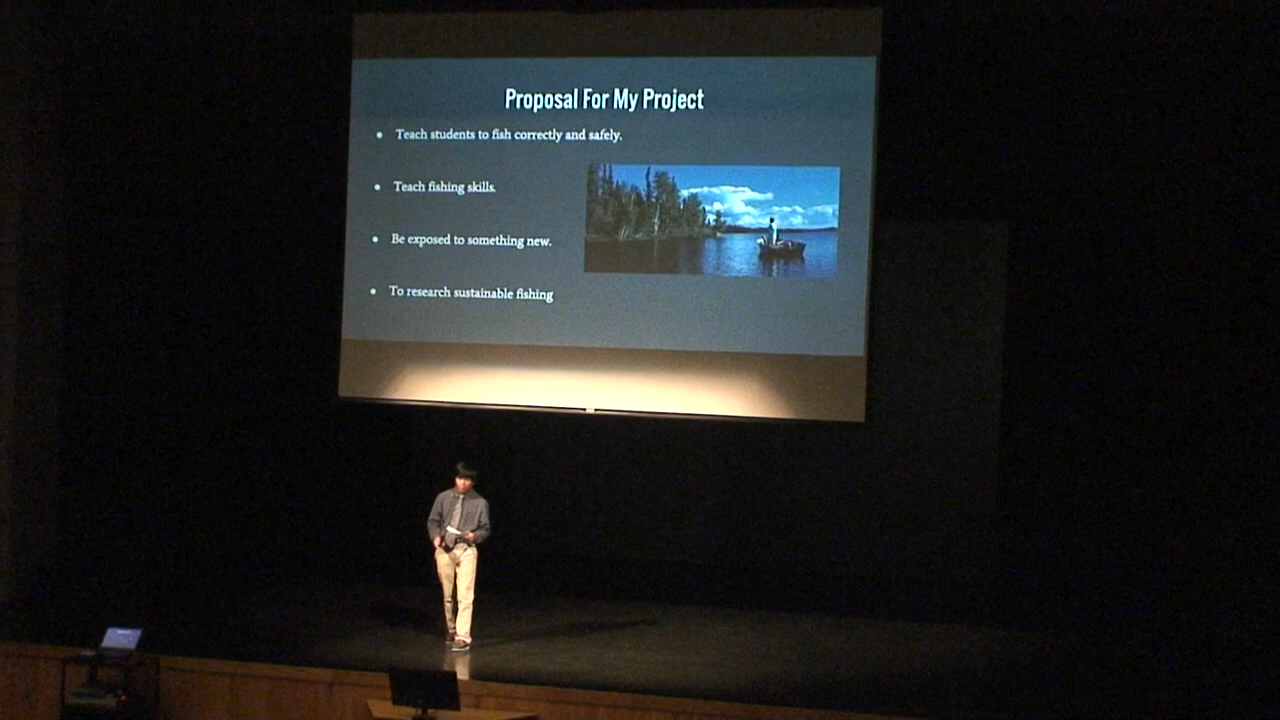 Proposal For My Project
Teach students to fish correctly and safely.
Teach fishing skills.
Be exposed to something new.
To research sustainable fishing